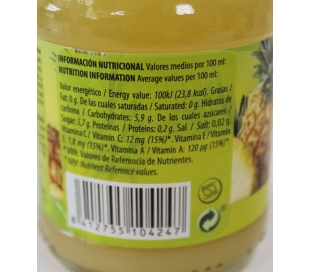 INFORMACIÓN NUTRICIONAL Valores medios por 100 ml:
NUTRITION INFORMATION Average values per 100 ml:
Valor energético / Energy value: 100kJ (23,8 kcal). Grasas /
Fat: 0 g. De las cuales saturadas / Saturated: 0 g. Hidratos de
carbono / Carbohydrates: 5,9 g. De los cuales azúcares /
Sugar: 5,7 g. Proteínas / Proteins: 0,2 g. Sal / Salt: 0,02 g.
Vitamina C / Vitamin C: 12 mg (15%)*. Vitamina E / Vitamin
E: 1,8 mg (15%)*. Vitamina A / Vitamin A: 120 µg (15%)*.
*VRN: Valores de Referencia de Nutrientes.
Nutrient Reference values.
8 412755 104247